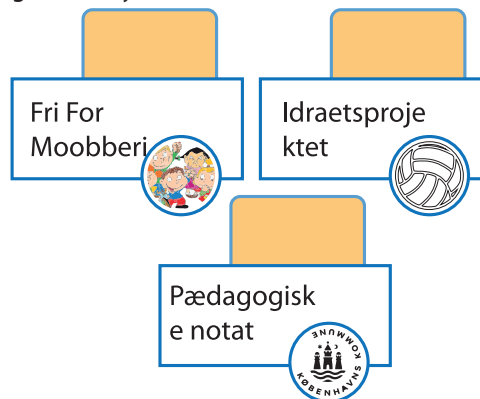 Fri For
Moobberi
Idraetsproje
ktet
Pædagogisk
e notat
KØBENHAVNS KOMMUNE